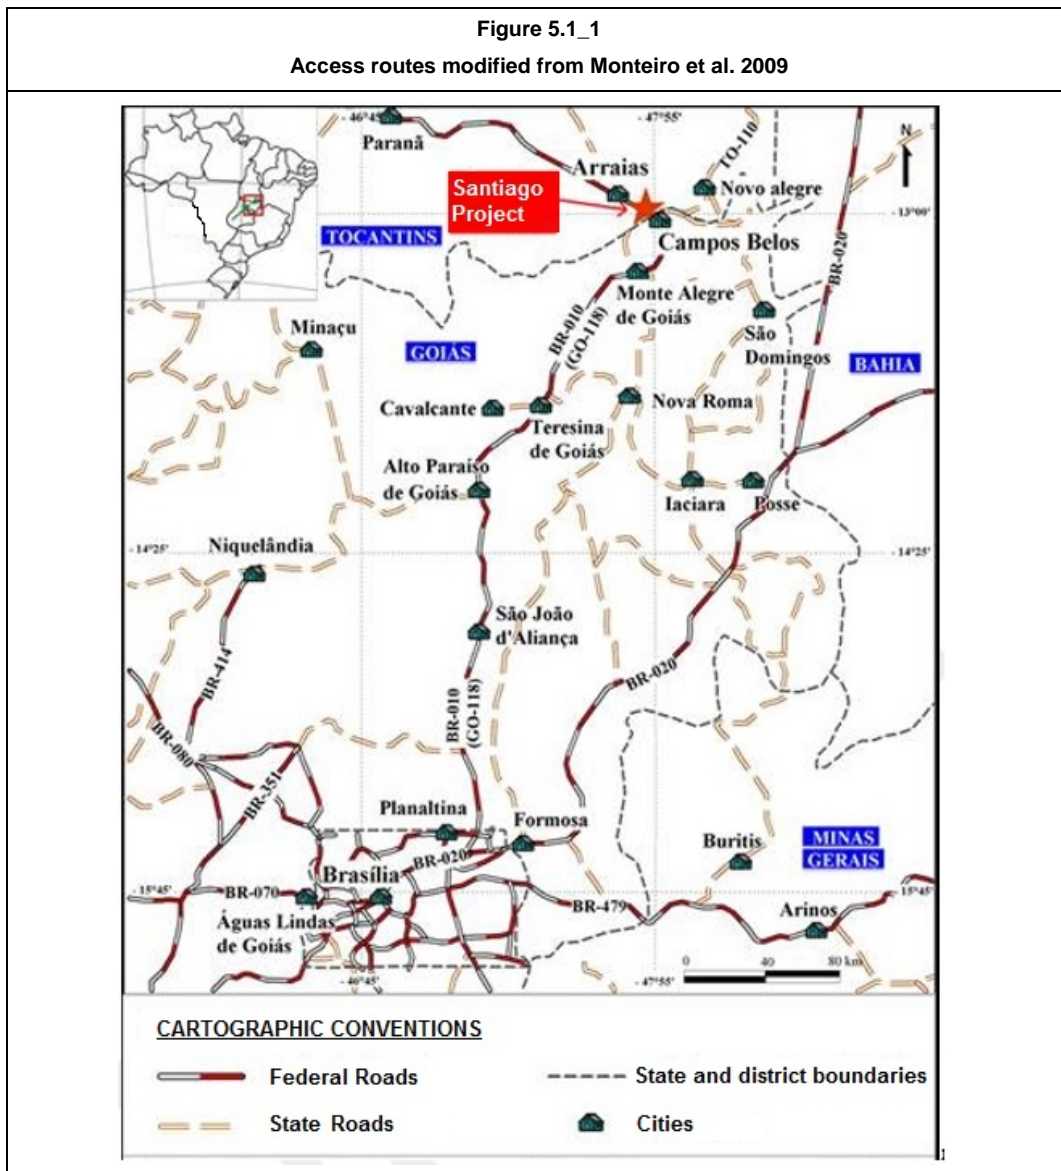 Figure 5.1_1
Access routes modified from Monteiro et al. 2009
- 46°45'
- 47°55'
N
Paranã
TO-110
Arraias
Novo alegre
Santiago
Project
- 13°00'
TOCANTINS
Campos Belos
BR-020
Monte Alegre
de Goiás
Minaçu
BR-010
(GO-118)
São
Domingos
GOIÁS
BAHIA
Cavalcante
Nova Roma
Teresina
de Goiás
Alto Paraíso
de Goiás
Iaciara
Posse
- 14°25'
- 14°25'
Niquelândia
São João
d'Aliança
BR-414
BR-020
BR-010
(GO-118)
BR-080
BR-351
Planaltina
Formosa
Buritis
MINAS
GERAIS
BR-020
Brasília
- 15°45'
BR-070
- 15°45'
BR-479
Arinos
Águas Lindas
de Goiás
0 40 80 km
- 46°45'
- 47°55'
CARTOGRAPHIC CONVENTIONS
Federal Roads
State and district boundaries
State Roads
Cities